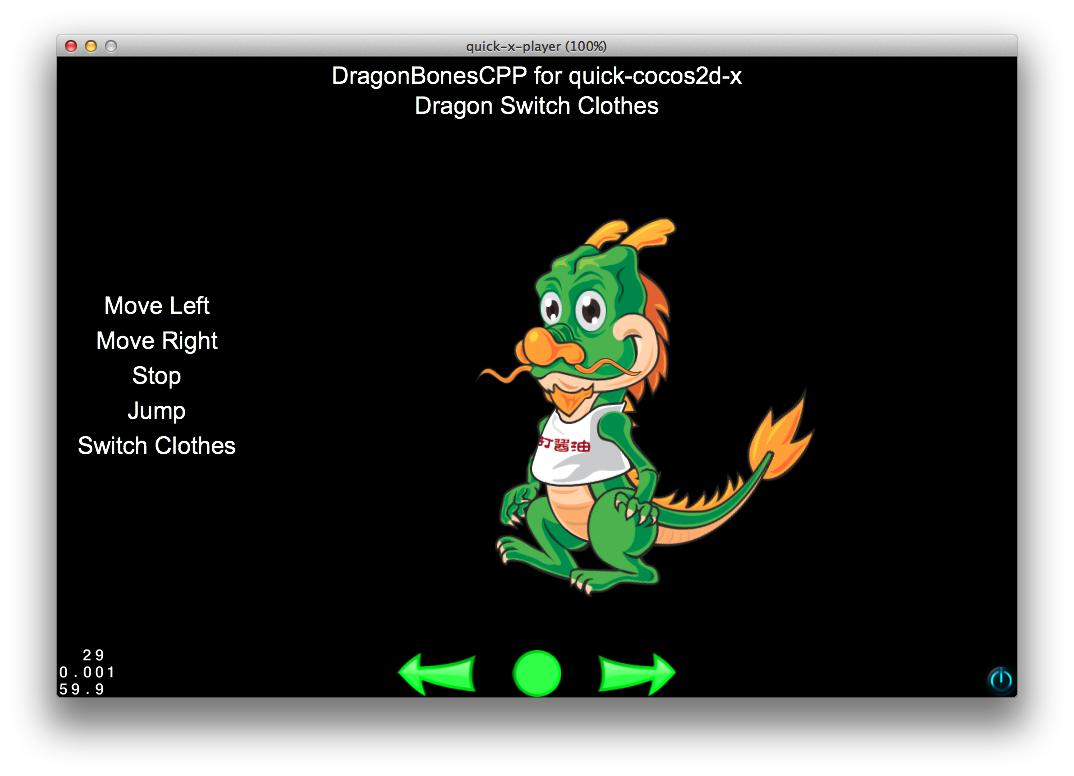 quick-x-player (100%)
DragonBonesCPP for quick-cocos2d-x
Dragon Switch Clothes
Move Left
Move Right
Stop
Jump
Switch Clothes
打酱油
29
0.001
59.9